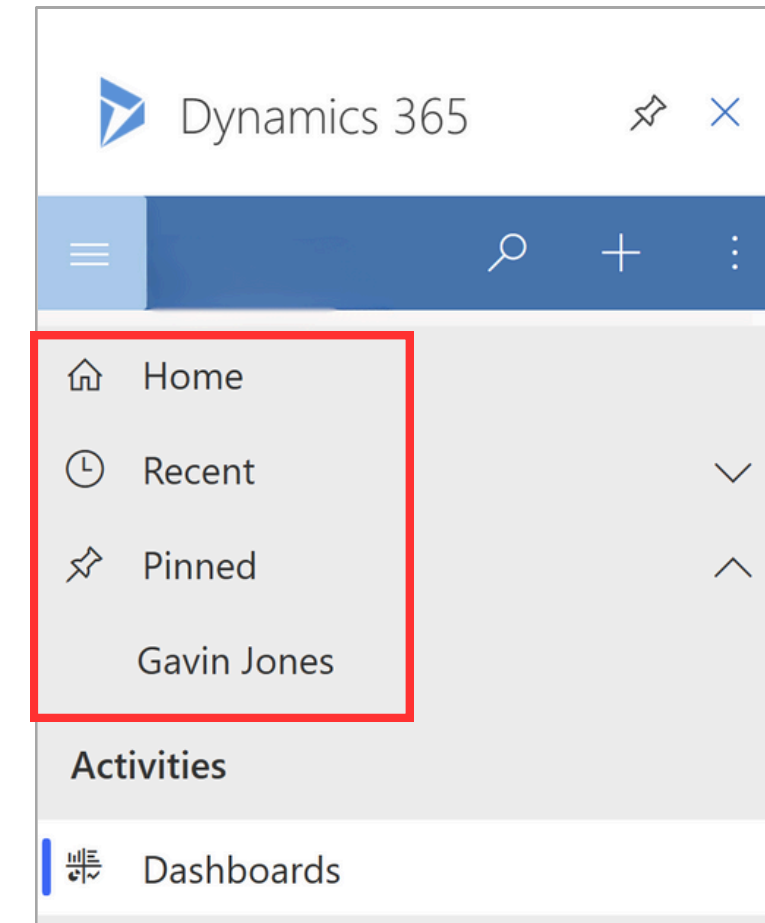 Dynamics 365
Home
Recent
Pinned
Gavin Jones
Activities
Dashboards